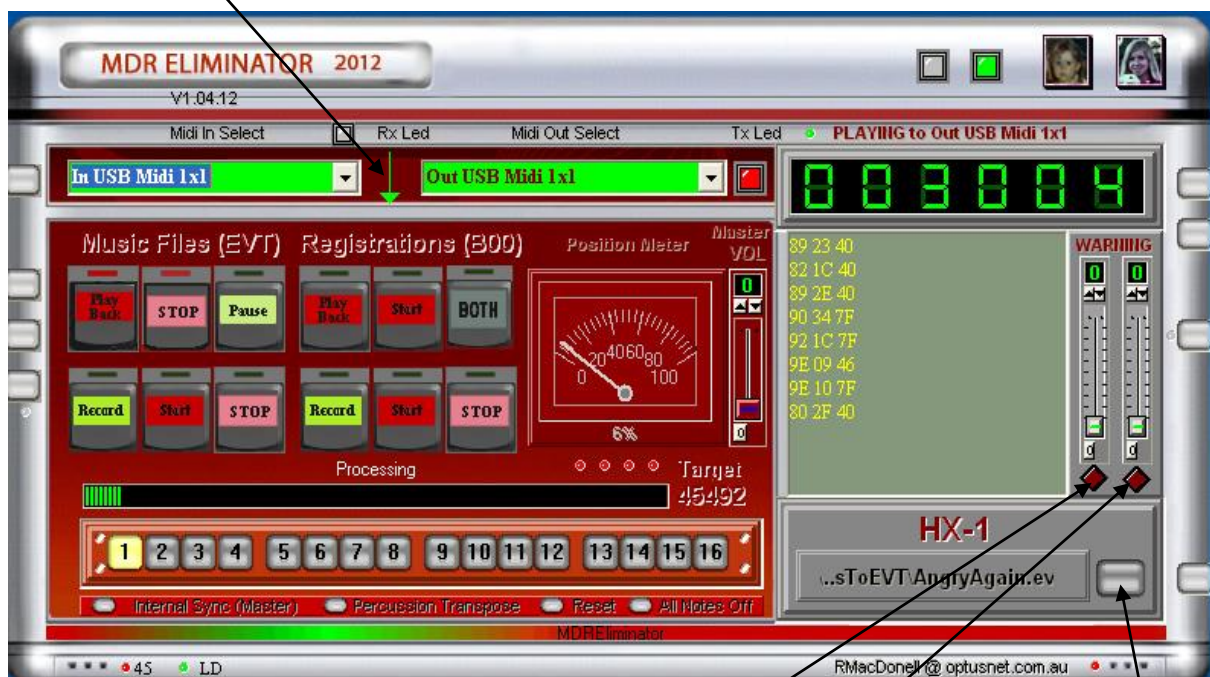 MDR ELIMINATOR 2012
V1.04.12
Midi In Select Rx Led Midi Out Select Tx Led PLAYING to Out USB Midi 1x1
In USB Midi 1x1 Out USB Midi 1x1
003004
Music Files (EVT) Registrations (B00) Position Meter Master VOL
Play Back STOP Pause Play Back Start BOTH
0
0 20 40 60 80 100
6%
0
Record Start STOP Record Start STOP
Processing Target
45492
1 2 3 4 5 6 7 8 9 10 11 12 13 14 15 16
Internal Sync (Master) Percussion Transpose Reset All Notes Off
89 23 40
82 1C 40
89 2E 40
90 34 7F
92 1C 7F
9E 09 46
9E 10 7F
80 2F 40
WARNING
0 0
0 0
HX-1
..sToEVT\AngryAgain.ev
MDREliminator
45 LD RMacDonell@optusnet.com.au